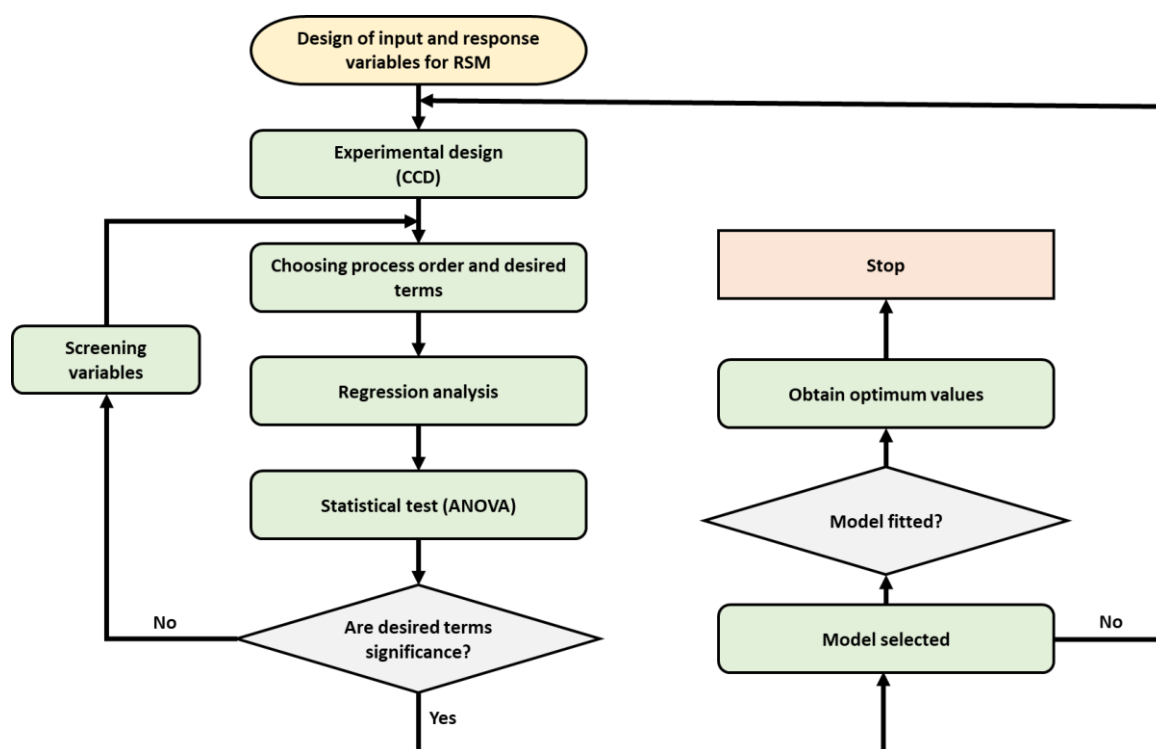 Design of input and response
variables for RSM
Experimental design
(CCD)
Choosing process order and desired
terms
Screening
variables
Regression analysis
Statistical test (ANOVA)
No
Are desired terms
significance?
Yes
Stop
Obtain optimum values
Model fitted?
Model selected
No